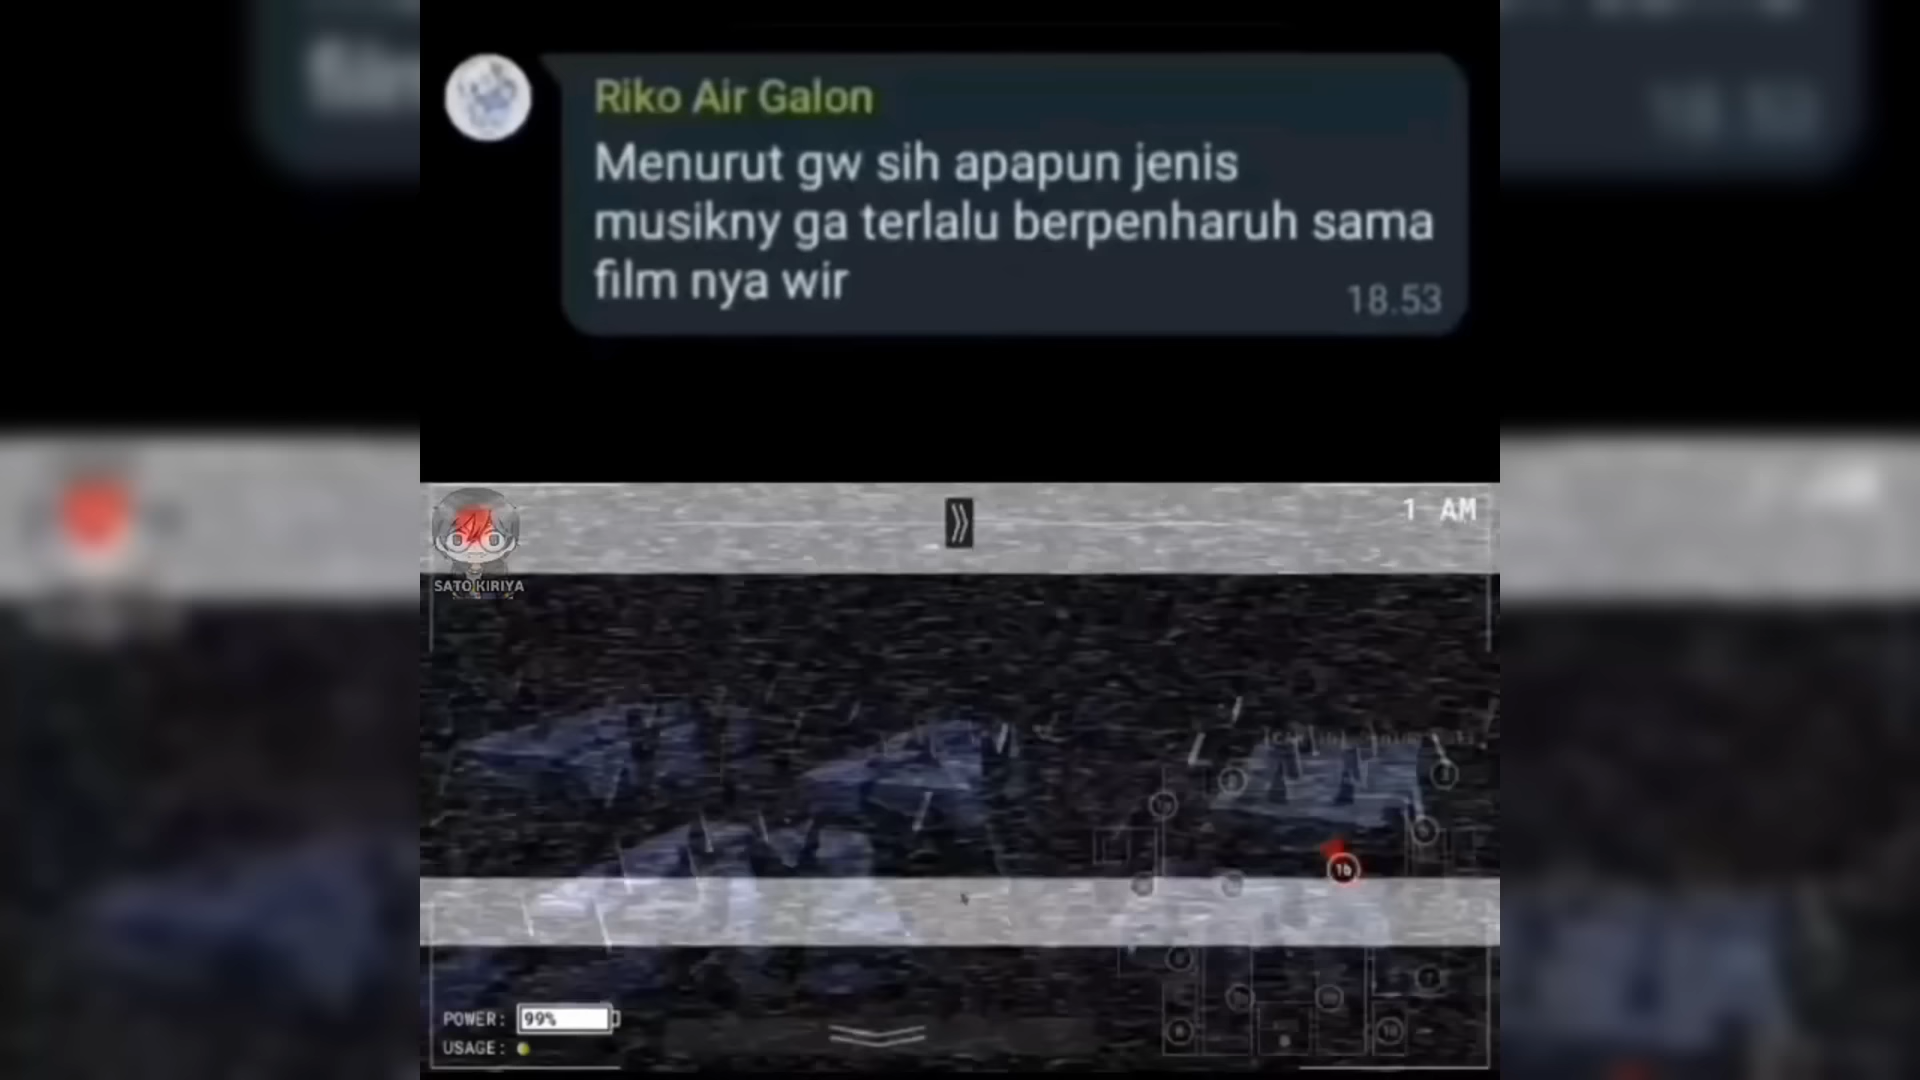 Riko Air Galon
Menurut gw sih apapun jenis
musikny ga terlalu berpenharuh sama
film nya wir
18.53
1 AM
SATO KIRIYA
1b
POWER: 99%
USAGE: